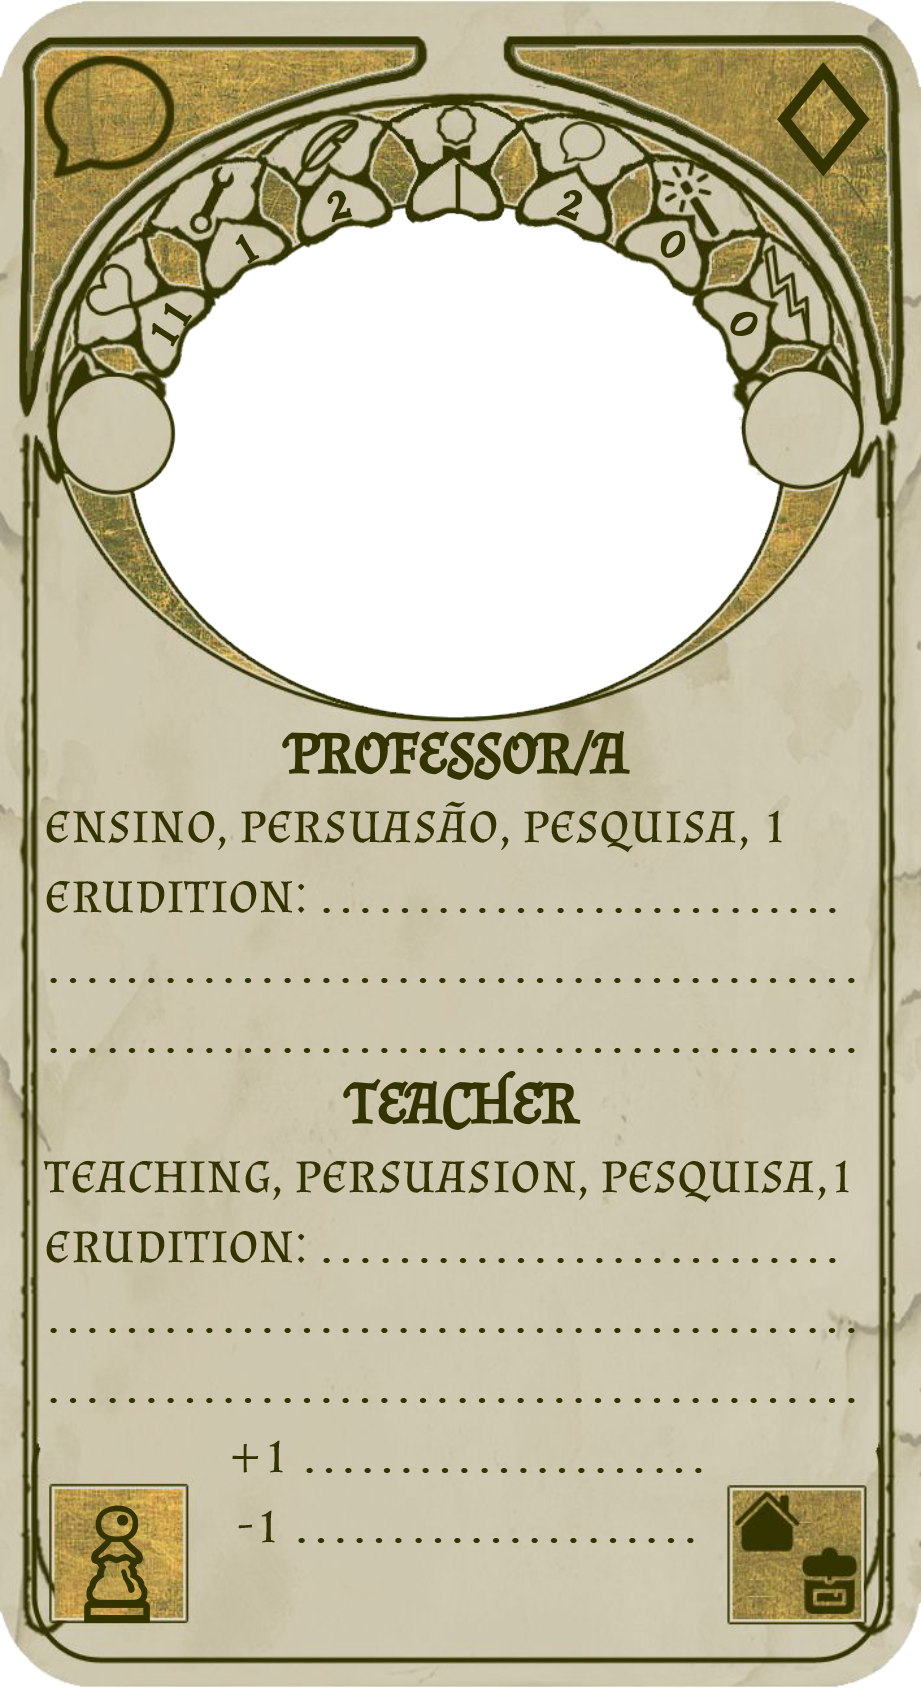 11 1 2 2 0 0
PROFESSOR/A
ENSINO, PERSUASÃO, PESQUISA, 1
ERUDITION: ...........................
..........................................
..........................................
TEACHER
TEACHING, PERSUASION, PESQUISA,1
ERUDITION: ...........................
..........................................
..........................................
+1 .....................
-1 .....................